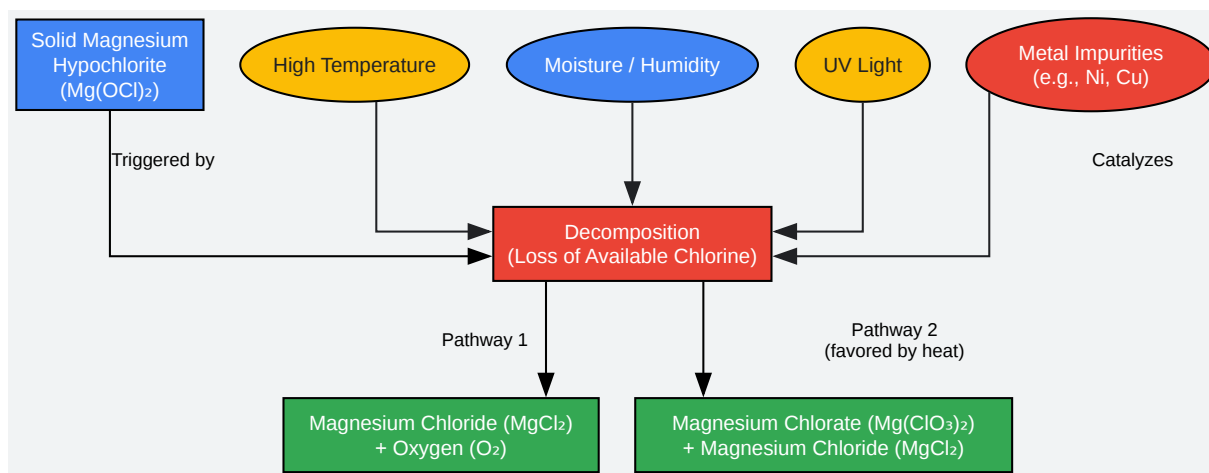 Solid Magnesium
Hypochlorite
(Mg(OCl)₂)
High Temperature
Moisture / Humidity
UV Light
Metal Impurities
(e.g., Ni, Cu)
Triggered by
Catalyzes
Decomposition
(Loss of Available Chlorine)
Pathway 1
Pathway 2
(favored by heat)
Magnesium Chloride (MgCl₂)
+ Oxygen (O₂)
Magnesium Chlorate (Mg(ClO₃)₂)
+ Magnesium Chloride (MgCl₂)